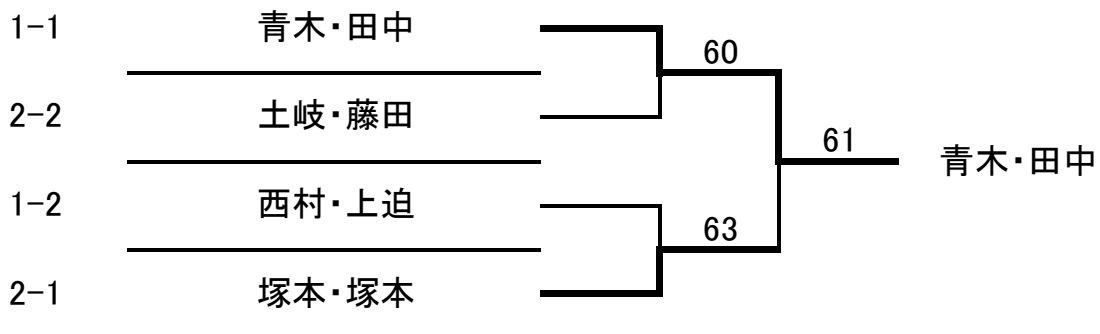 1-1 青木・田中
60
2-2 土岐・藤田
61 青木・田中
1-2 西村・上迫
63
2-1 塚本・塚本